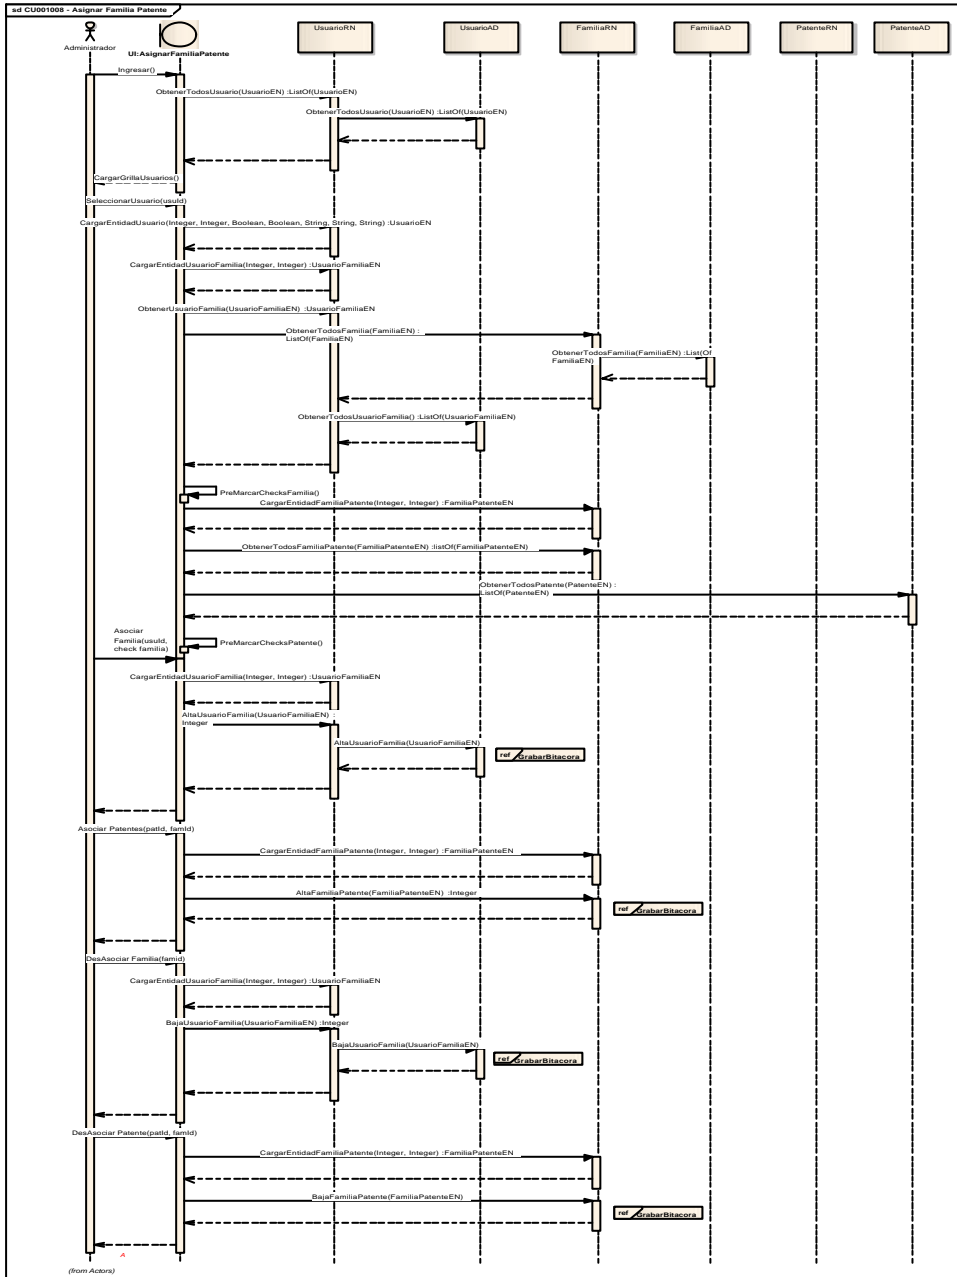 sd CU001008 - Asignar Familia Patente
Administrador
UI:AsignarFamiliaPatente
UsuarioRN
UsuarioAD
FamiliaRN
FamiliaAD
PatenteRN
PatenteAD
Ingresar()
ObtenerTodosUsuario(UsuarioEN) :ListOf(UsuarioEN)
ObtenerTodosUsuario(UsuarioEN) :ListOf(UsuarioEN)
CargarGrillaUsuarios()
SeleccionarUsuario(usuId)
CargarEntidadUsuario(Integer, Integer, Boolean, Boolean, String, String, String) :UsuarioEN
CargarEntidadUsuarioFamilia(Integer, Integer) :UsuarioFamiliaEN
ObtenerUsuarioFamilia(UsuarioFamiliaEN) :UsuarioFamiliaEN
ObtenerTodosFamilia(FamiliaEN) :
ListOf(FamiliaEN)
ObtenerTodosFamilia(FamiliaEN) :List(Of
FamiliaEN)
ObtenerTodosUsuarioFamilia() :ListOf(UsuarioFamiliaEN)
PreMarcarChecksFamilia()
CargarEntidadFamiliaPatente(Integer, Integer) :FamiliaPatenteEN
ObtenerTodosFamiliaPatente(FamiliaPatenteEN) :listOf(FamiliaPatenteEN)
ObtenerTodosPatente(PatenteEN) :
ListOf(PatenteEN)
PreMarcarChecksPatente()
Asociar
Familia(usuId,
check familia)
CargarEntidadUsuarioFamilia(Integer, Integer) :UsuarioFamiliaEN
AltaUsuarioFamilia(UsuarioFamiliaEN) :
Integer
AltaUsuarioFamilia(UsuarioFamiliaEN)
ref GrabarBitacora
Asociar Patentes(patId, famId)
CargarEntidadFamiliaPatente(Integer, Integer) :FamiliaPatenteEN
AltaFamiliaPatente(FamiliaPatenteEN) :Integer
ref GrabarBitacora
DesAsociar Familia(famid)
CargarEntidadUsuarioFamilia(Integer, Integer) :UsuarioFamiliaEN
BajaUsuarioFamilia(UsuarioFamiliaEN) :Integer
BajaUsuarioFamilia(UsuarioFamiliaEN)
ref GrabarBitacora
DesAsociar Patente(patId, famId)
CargarEntidadFamiliaPatente(Integer, Integer) :FamiliaPatenteEN
BajaFamiliaPatente(FamiliaPatenteEN)
ref GrabarBitacora
A
(from Actors)